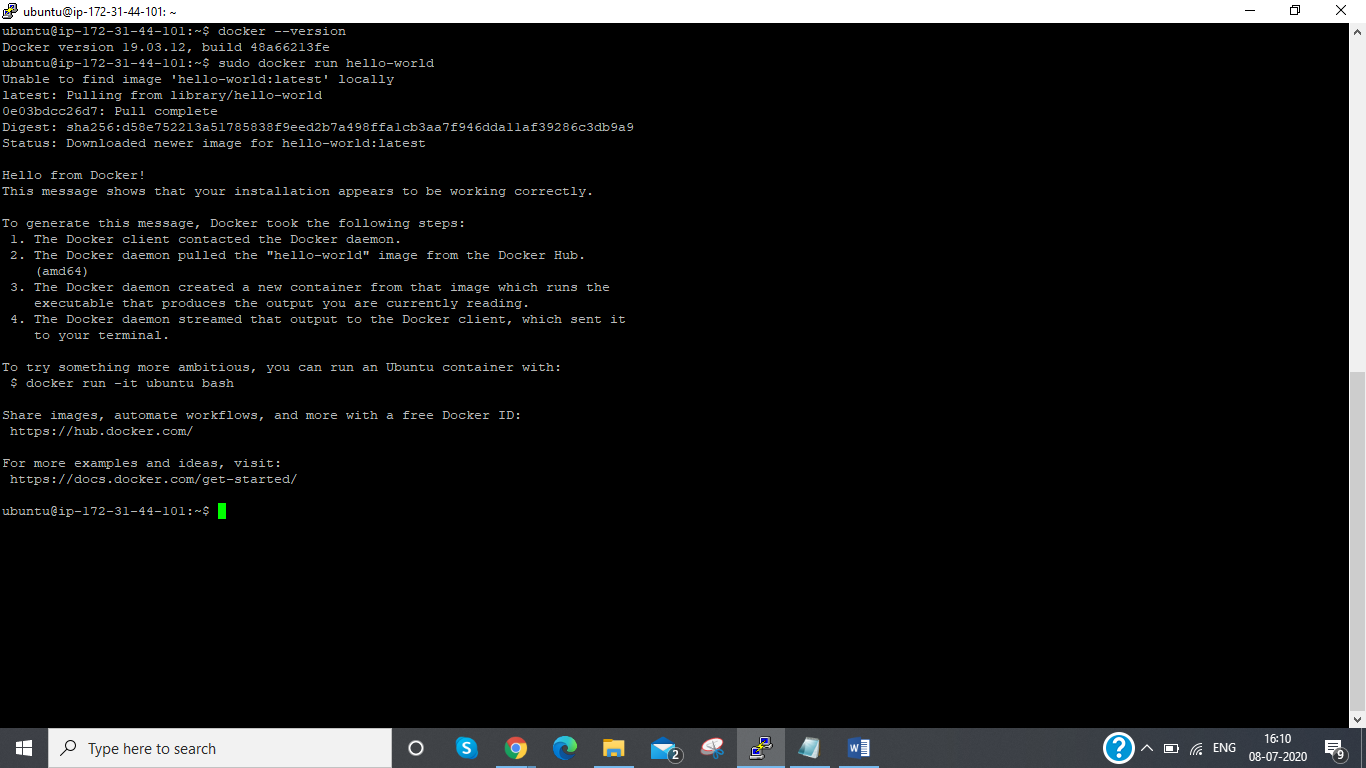 ubuntu@ip-172-31-44-101: ~
ubuntu@ip-172-31-44-101:~$ docker --version
Docker version 19.03.12, build 48a66213fe
ubuntu@ip-172-31-44-101:~$ sudo docker run hello-world
Unable to find image 'hello-world:latest' locally
latest: Pulling from library/hello-world
0e03bdcc26d7: Pull complete
Digest: sha256:d58e752213a51785838f9eed2b7a498ffa1cb3aa7f946dda11af39286c3db9a9
Status: Downloaded newer image for hello-world:latest

Hello from Docker!
This message shows that your installation appears to be working correctly.

To generate this message, Docker took the following steps:
 1. The Docker client contacted the Docker daemon.
 2. The Docker daemon pulled the "hello-world" image from the Docker Hub.
    (amd64)
 3. The Docker daemon created a new container from that image which runs the
    executable that produces the output you are currently reading.
 4. The Docker daemon streamed that output to the Docker client, which sent it
    to your terminal.

To try something more ambitious, you can run an Ubuntu container with:
 $ docker run -it ubuntu bash

Share images, automate workflows, and more with a free Docker ID:
 https://hub.docker.com/

For more examples and ideas, visit:
 https://docs.docker.com/get-started/

ubuntu@ip-172-31-44-101:~$
Type here to search
2
ENG
16:10
08-07-2020
9